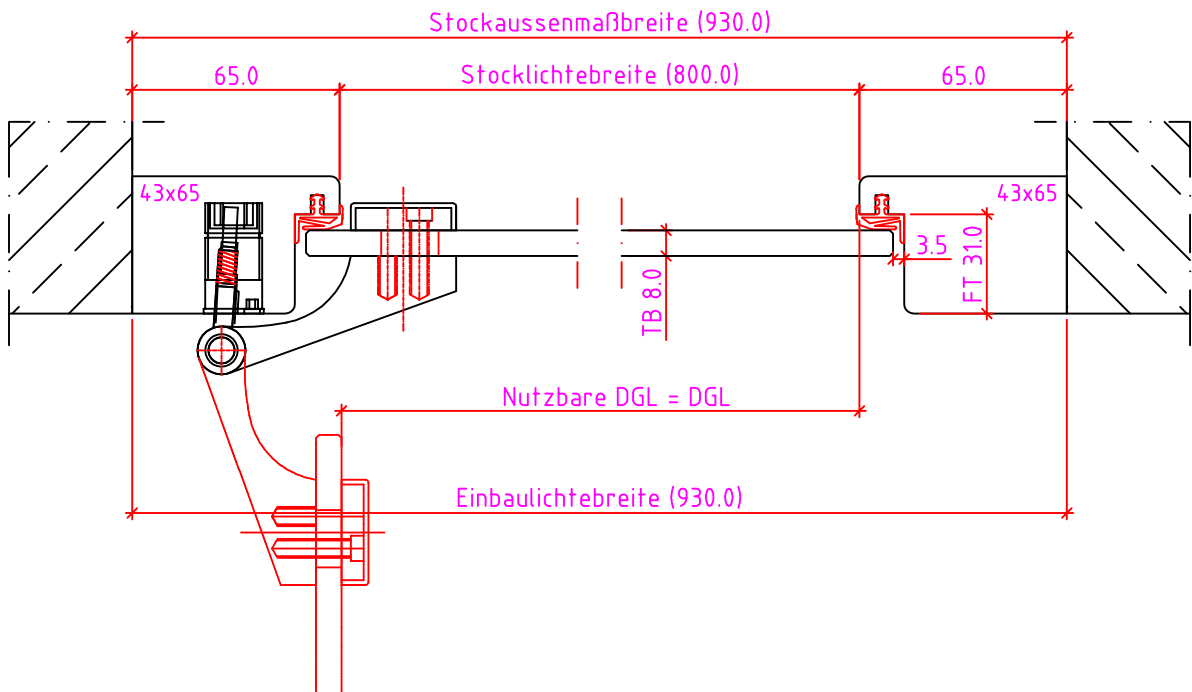 Stockaussenmaßbreite (930.0)
65.0
Stocklichtebreite (800.0)
65.0
43x65
43x65
3.5
FT 31.0
TB 8.0
Nutzbare DGL = DGL
Einbaulichtebreite (930.0)